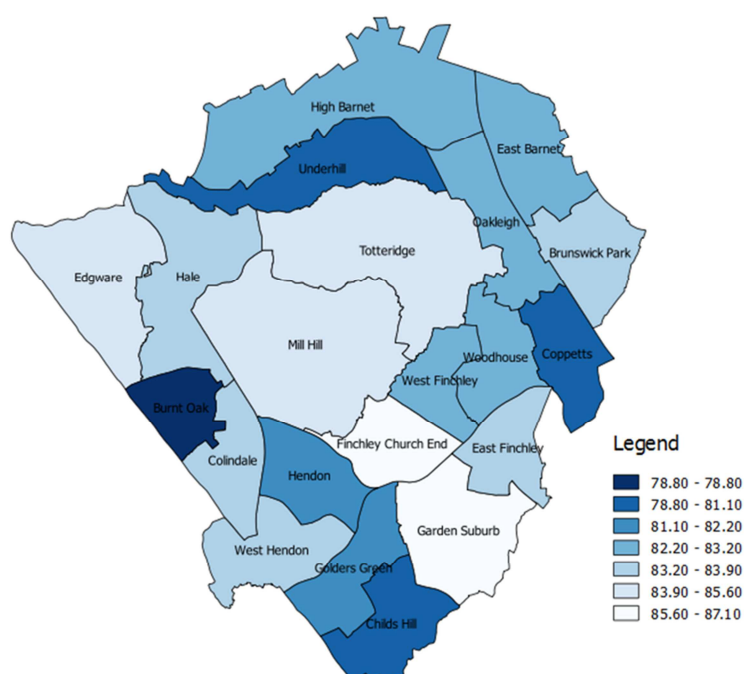 High Barnet
East Barnet
Underhill
Oakleigh
Totteridge
Brunswick Park
Edgware
Hale
Mill Hill
Coppetts
Woodhouse
West Finchley
Burnt Oak
Finchley Church End
East Finchley
Colindale
Hendon
Garden Suburb
West Hendon
Golders Green
Childs Hill
Legend
78.80 - 78.80
78.80 - 81.10
81.10 - 82.20
82.20 - 83.20
83.20 - 83.90
83.90 - 85.60
85.60 - 87.10